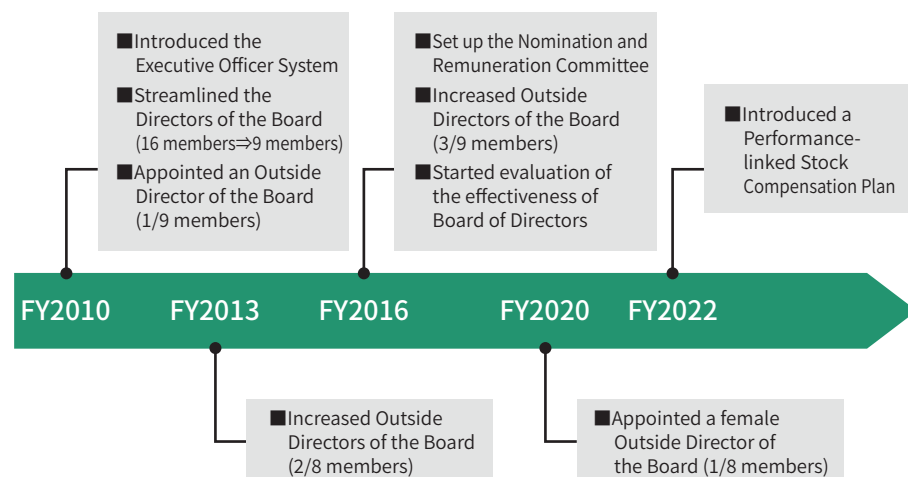 ■Introduced the
Executive Officer System
■Streamlined the
Directors of the Board
(16 members⇒9 members)
■Appointed an Outside
Director of the Board
(1/9 members)
■Set up the Nomination and
Remuneration Committee
■Increased Outside
Directors of the Board
(3/9 members)
■Started evaluation of
the effectiveness of
Board of Directors
■Introduced a
Performance-
linked Stock
Compensation Plan
FY2010 FY2013 FY2016 FY2020 FY2022
■Increased Outside
Directors of the Board
(2/8 members)
■Appointed a female
Outside Director of
the Board (1/8 members)